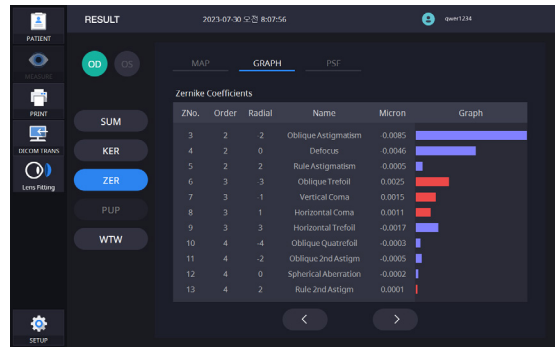 RESULT 2023-07-30 오전 8:07:56 qwer1234
PATIENT
MEASURE
PRINT
DICOM TRANS
Lens Fitting
SETUP
OD OS
SUM
KER
ZER
PUP
WTW
MAP GRAPH PSF
Zernike Coefficients
ZNo. Order Radial Name Micron Graph
3 2 -2 Oblique Astigmatism -0.0085
4 2 0 Defocus -0.0046
5 2 2 Rule Astigmatism -0.0005
6 3 -3 Oblique Trefoil 0.0025
7 3 -1 Vertical Coma 0.0015
8 3 1 Horizontal Coma 0.0011
9 3 3 Horizontal Trefoil -0.0017
10 4 -4 Oblique Quatrefoil -0.0003
11 4 -2 Oblique 2nd Astigm -0.0005
12 4 0 Spherical Aberration -0.0002
13 4 2 Rule 2nd Astigm 0.0001